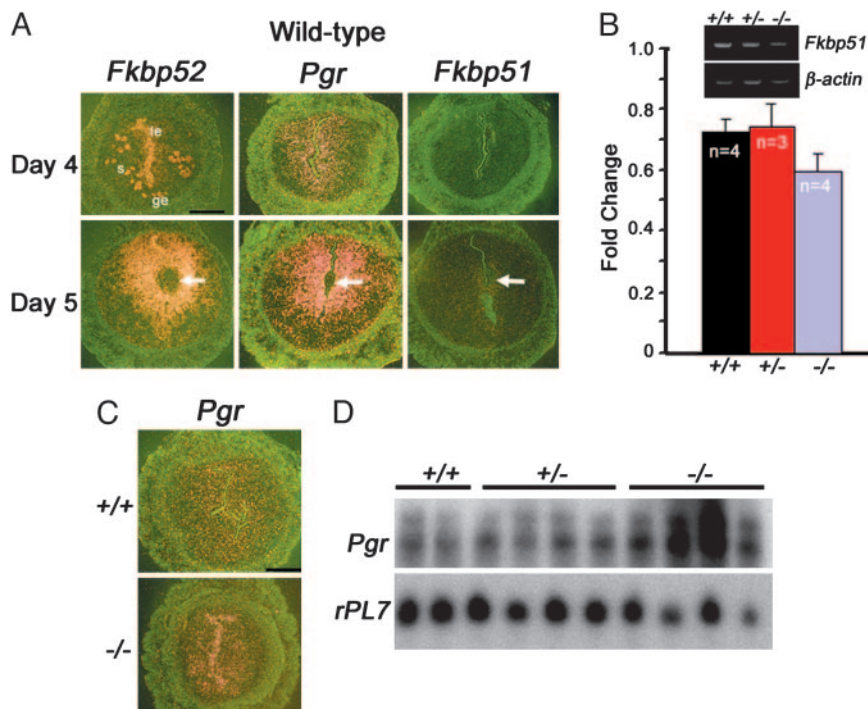 A
Wild-type
Fkbp52
Pgr
Fkbp51
Day 4
le
s
ge
Day 5
B
+/+ +/- -/-
Fkbp51
β-actin
Fold Change
1.0
0.8
0.6
0.4
0.2
0
n=4
n=3
n=4
+/+ +/- -/-
C
Pgr
+/+
-/-
D
+/+ +/- -/-
Pgr
rPL7